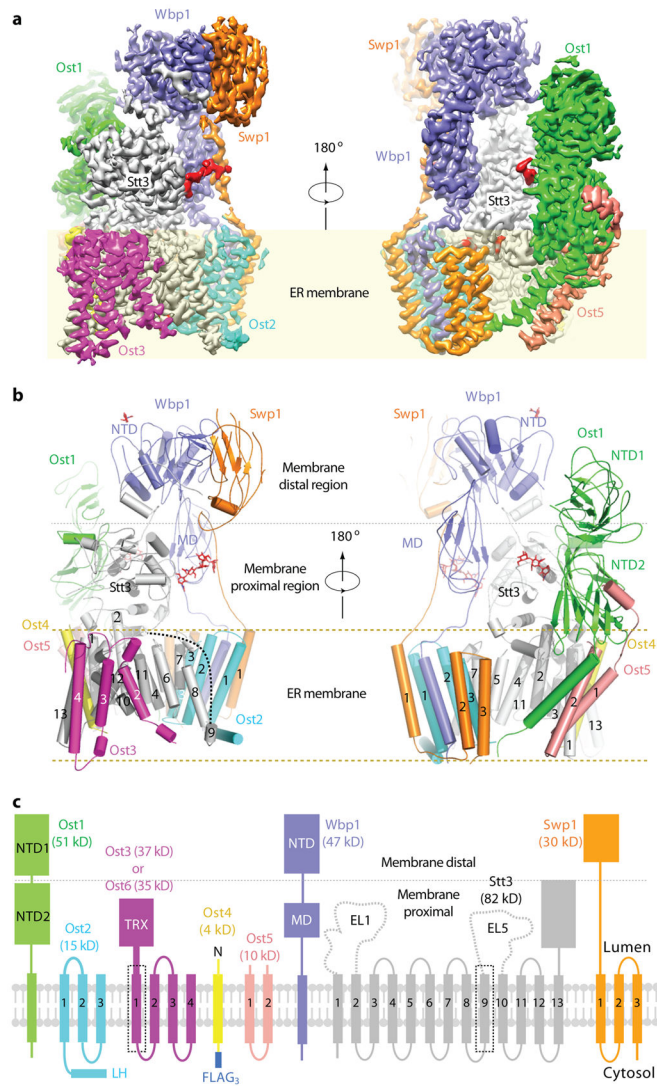 a
Wbp1
Ost1
Swp1
Stt3
180°
ER membrane
Ost3
Ost2
Swp1
Ost1
Wbp1
Stt3
Ost5
b
Wbp1
NTD
Swp1
Ost1
Membrane distal region
MD
180°
Stt3
Membrane proximal region
Ost4
Ost5
2
1
4
3
12
10
2
11
4
6
7
3
2
8
1
1
13
9
ER membrane
Ost2
Ost3
Swp1
Wbp1
NTD
Ost1
NTD1
MD
Stt3
NTD2
Ost4
Ost5
1
2
7
1
2
3
5
4
11
2
3
1
2
1
13
c
Ost1
(51 kD)
NTD1
NTD2
Ost2
(15 kD)
1 2 3
LH
Ost3 (37 kD)
or
Ost6 (35 kD)
TRX
1 2 3 4
Ost4
(4 kD)
N
FLAG3
Ost5
(10 kD)
1 2
Wbp1
(47 kD)
NTD
MD
Membrane distal
Membrane proximal
Stt3
(82 kD)
EL1
EL5
1 2 3 4 5 6 7 8 9 10 11 12 13
Swp1
(30 kD)
Lumen
1 2 3
Cytosol